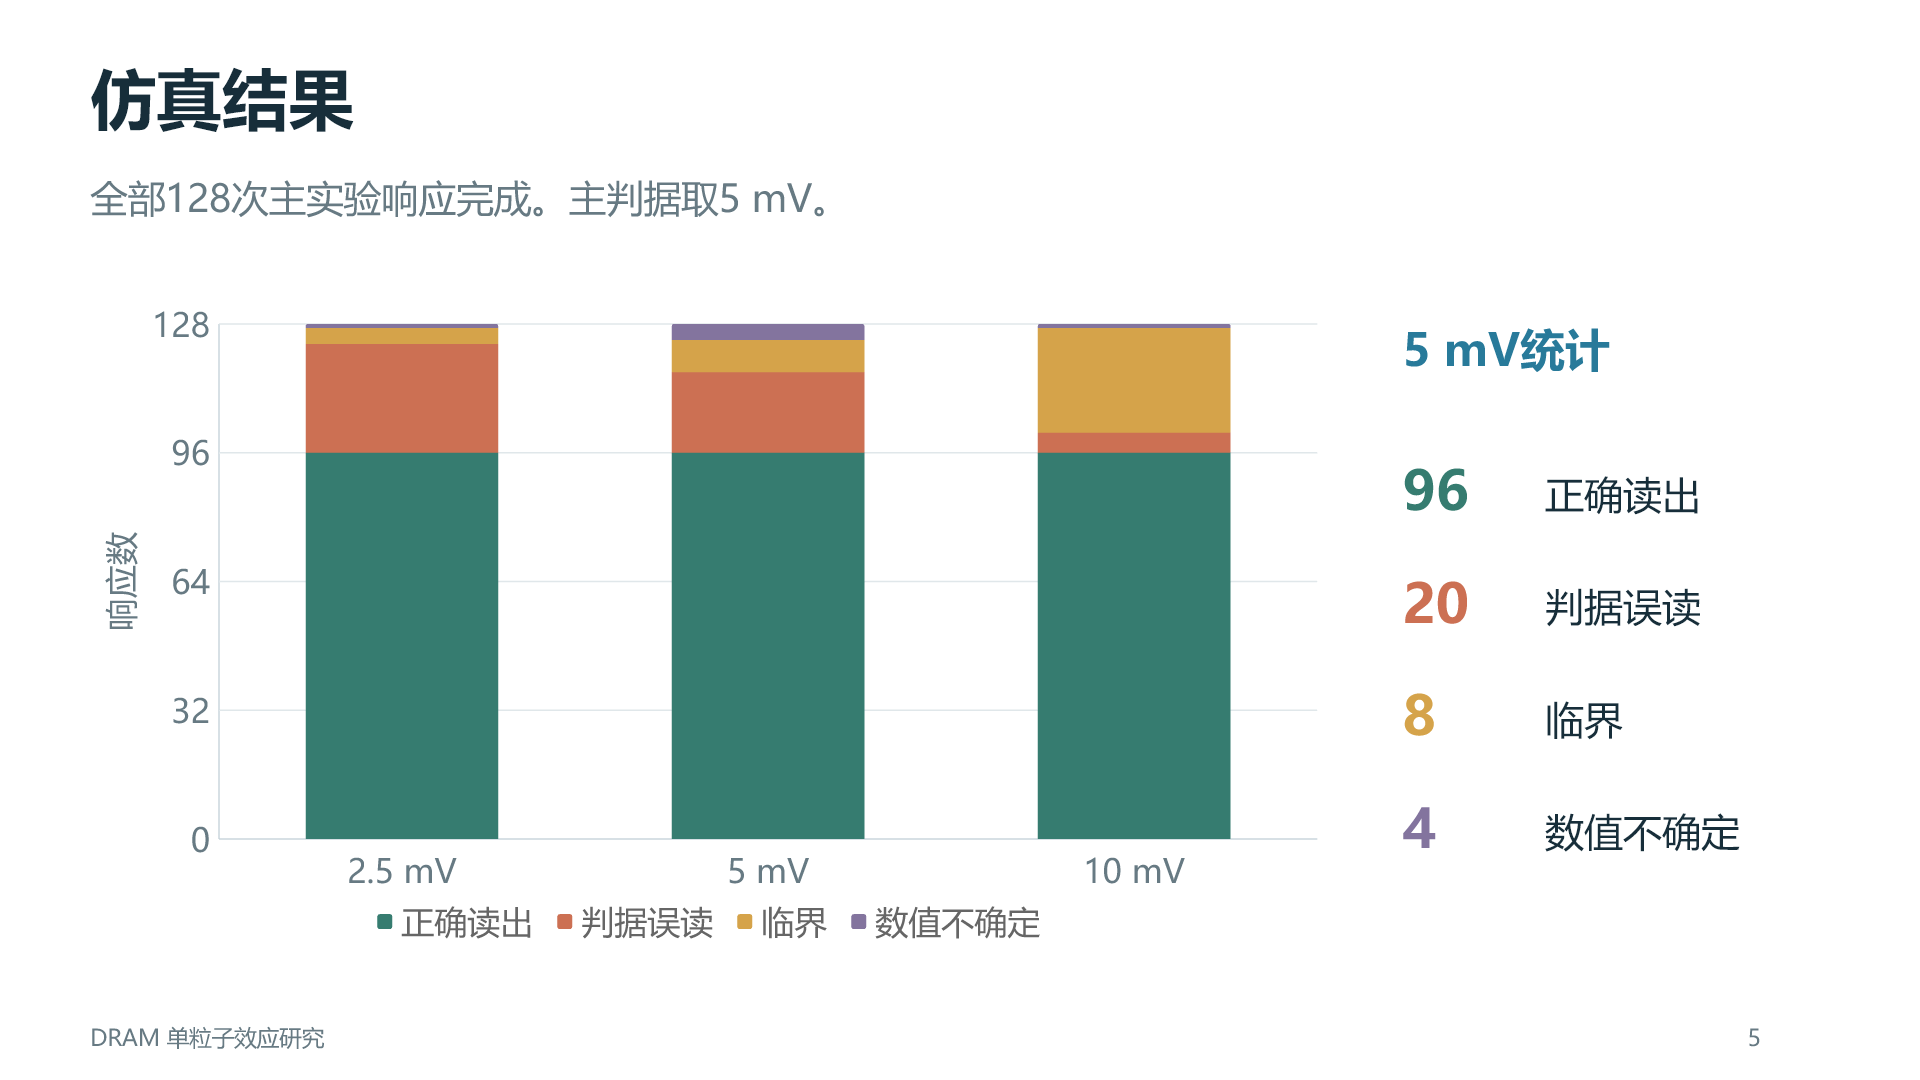 仿真结果
全部128次主实验响应完成。主判据取5 mV。
128
96
64
32
0
响应数
2.5 mV
5 mV
10 mV
正确读出 判据误读 临界 数值不确定
5 mV统计
96 正确读出
20 判据误读
8 临界
4 数值不确定
DRAM 单粒子效应研究
5